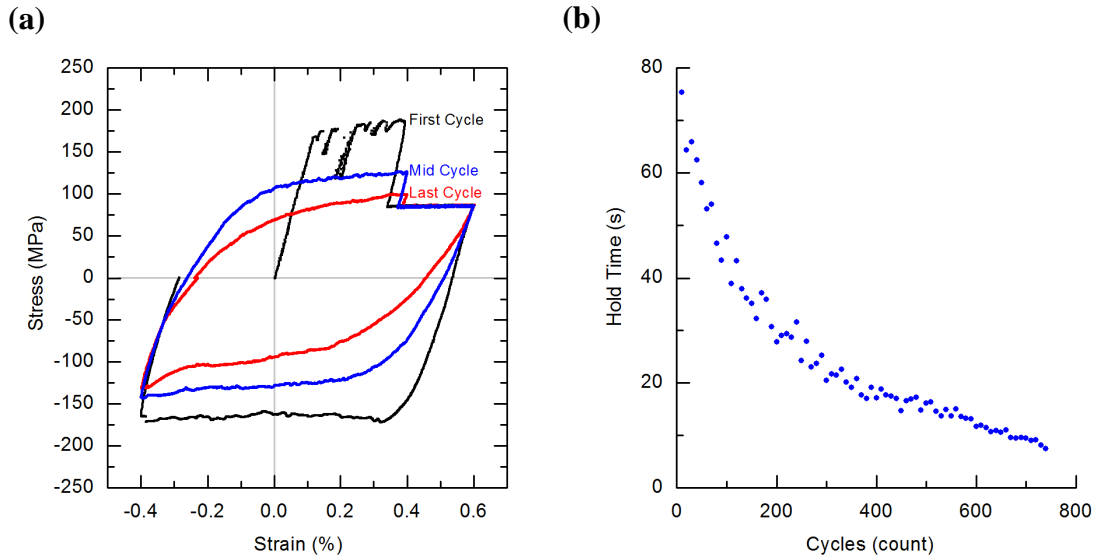 (a)
250
200
150
100
50
0
-50
-100
-150
-200
-250
Stress (MPa)
First Cycle
Mid Cycle
Last Cycle
-0.4 -0.2 0.0 0.2 0.4 0.6
Strain (%)
(b)
80
60
40
20
0
Hold Time (s)
0 200 400 600 800
Cycles (count)